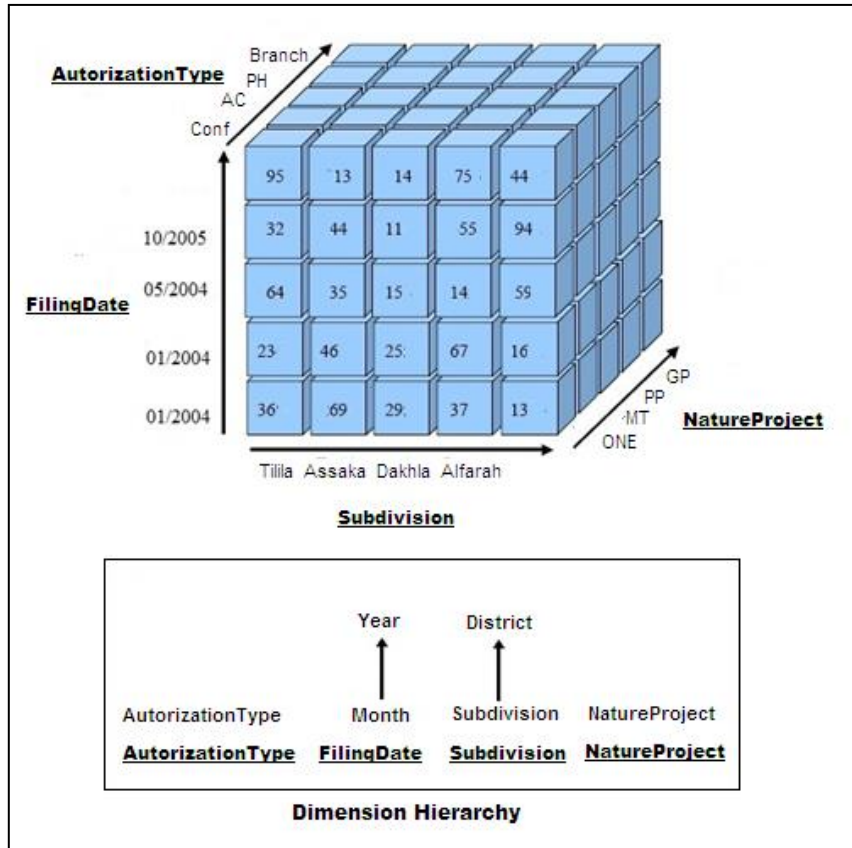 Branch
AutorizationType
PH
AC
Conf
95 13 14 75 44
10/2005
32 44 11 55 94
05/2004
64 35 15 14 59
FilingDate
01/2004
23 46 25 67 16
GP
PP
MT
ONE
NatureProject
01/2004
36 69 29 37 13
Tilila Assaka Dakhla Alfarah
Subdivision
Year District
AutorizationType Month Subdivision NatureProject
AutorizationType FilingDate Subdivision NatureProject
Dimension Hierarchy